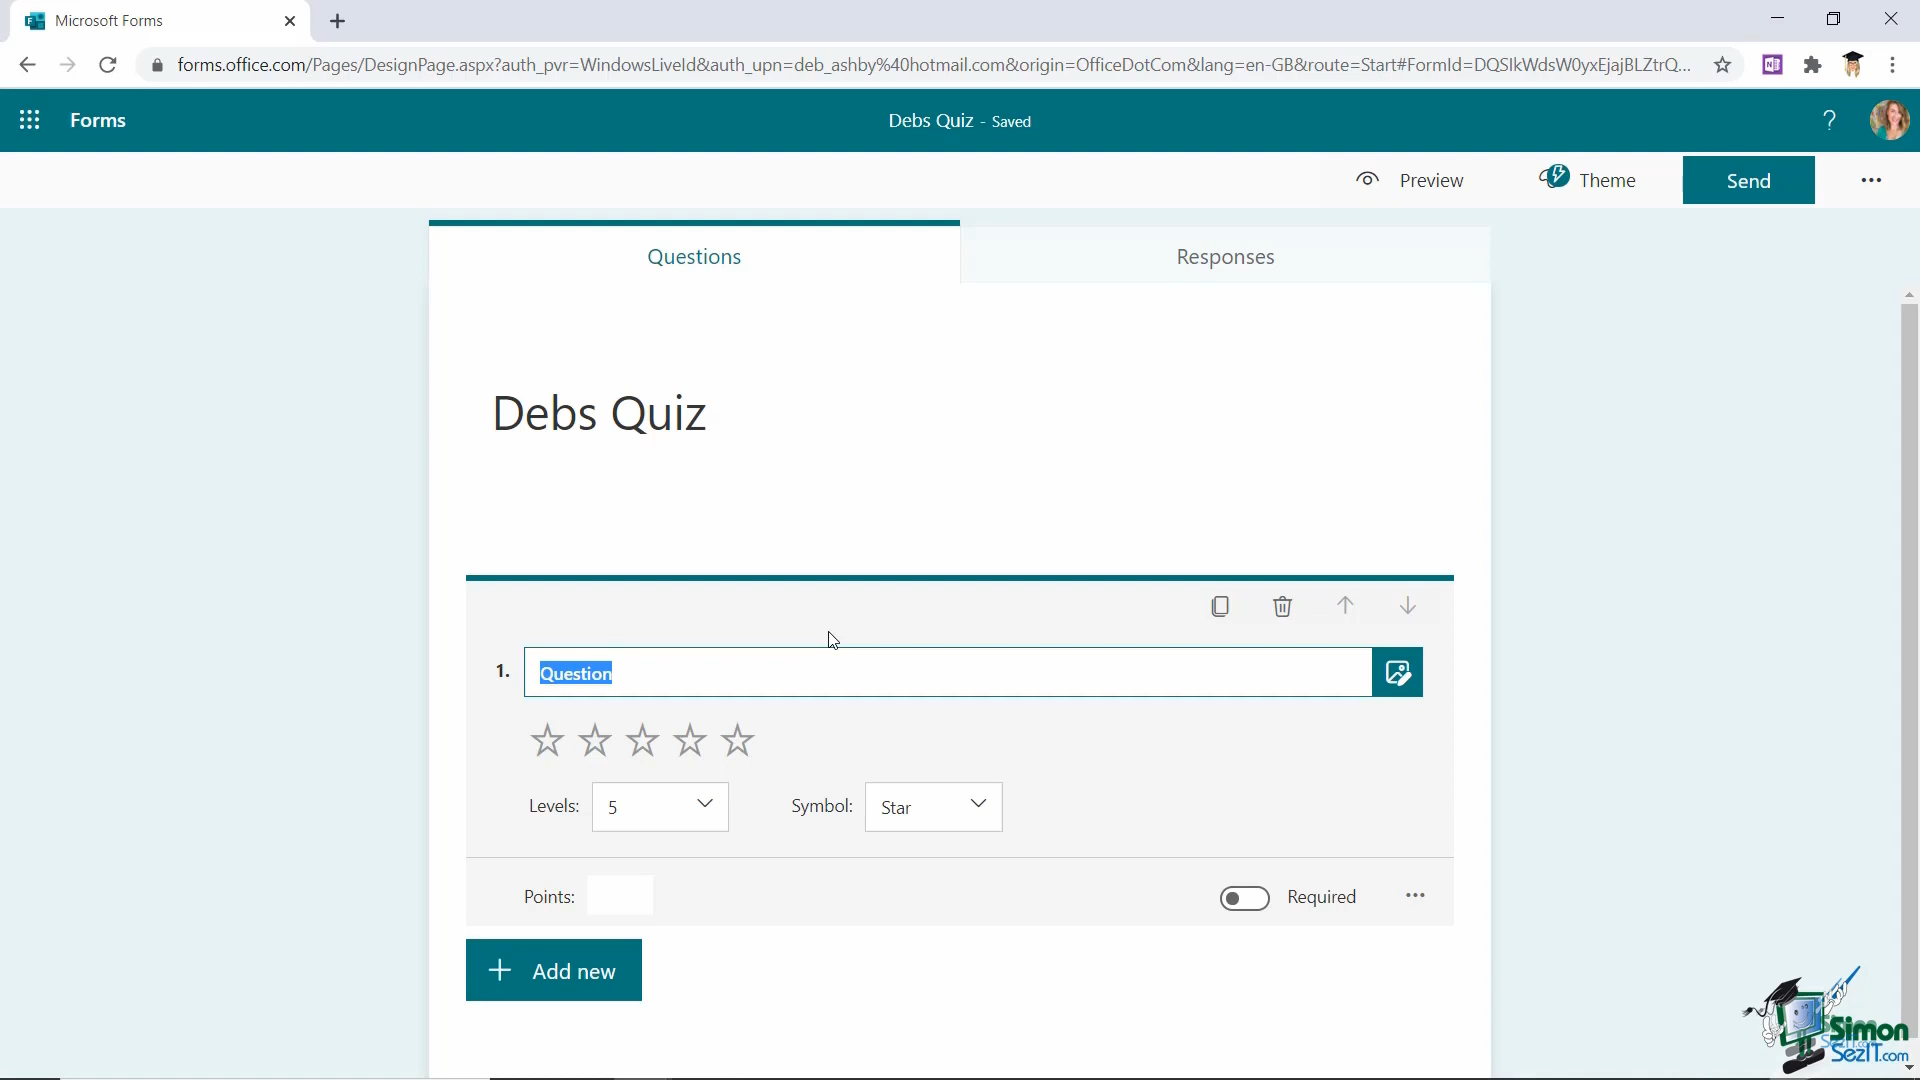 Microsoft Forms
forms.office.com/Pages/DesignPage.aspx?auth_pvr=WindowsLiveId&auth_upn=deb_ashby%40hotmail.com&origin=OfficeDotCom&lang=en-GB&route=Start#FormId=DQSIkWdsW0yxEjajBLZtrQ...
Forms
Debs Quiz - Saved
?
Preview
Theme
Send
Questions
Responses
Debs Quiz
1. Question
Levels: 5
Symbol: Star
Points:
Required
Add new
Simon
SezIT.com